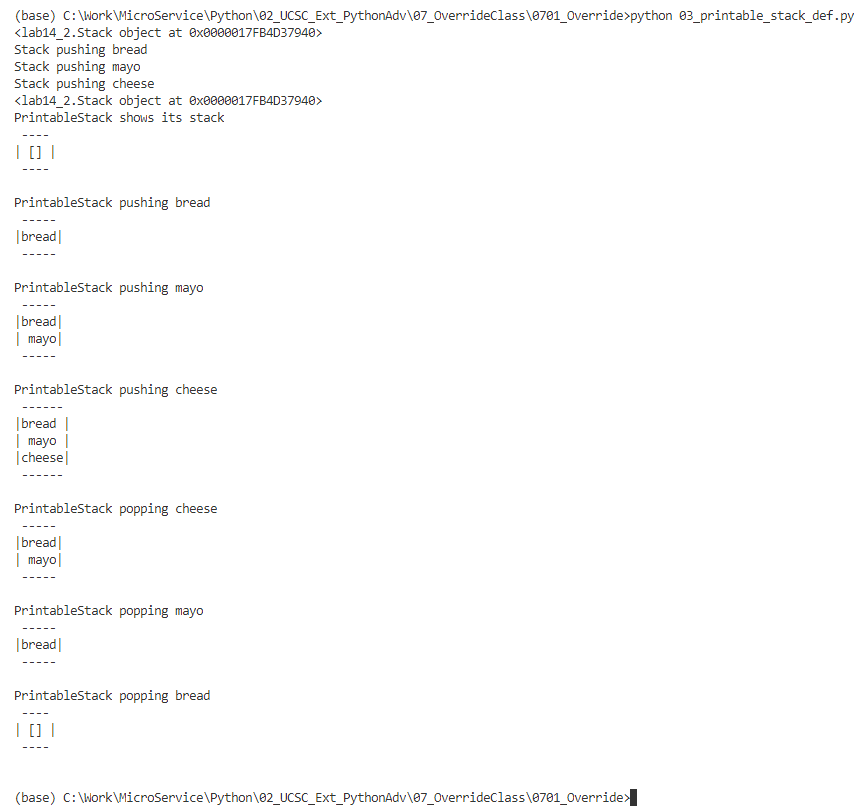 (base) C:\Work\MicroService\Python\02_UCSC_Ext_PythonAdv\07_OverrideClass\0701_Override>python 03_printable_stack_def.py
<lab14_2.Stack object at 0x0000017FB4D37940>
Stack pushing bread
Stack pushing mayo
Stack pushing cheese
<lab14_2.Stack object at 0x0000017FB4D37940>
PrintableStack shows its stack
 ----
| [] |
 ----

PrintableStack pushing bread
 -----
|bread|
 -----

PrintableStack pushing mayo
 -----
|bread|
| mayo|
 -----

PrintableStack pushing cheese
 ------
|bread |
| mayo |
|cheese|
 ------

PrintableStack popping cheese
 -----
|bread|
| mayo|
 -----

PrintableStack popping mayo
 -----
|bread|
 -----

PrintableStack popping bread
 ----
| [] |
 ----

(base) C:\Work\MicroService\Python\02_UCSC_Ext_PythonAdv\07_OverrideClass\0701_Override>